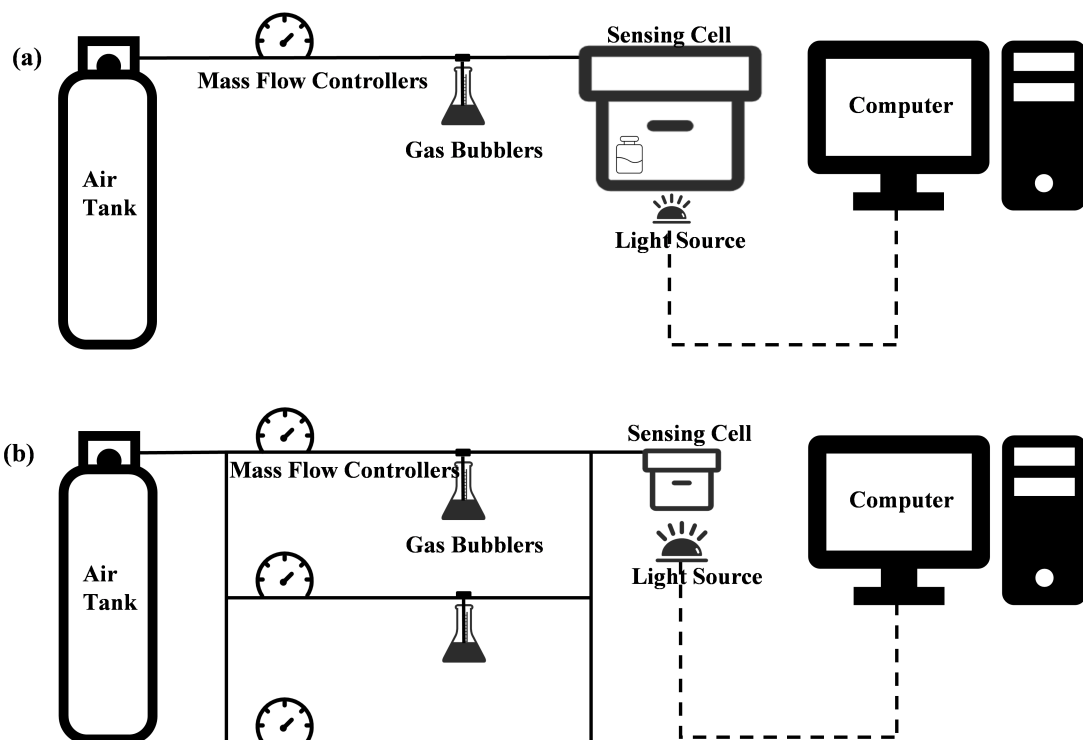 (a)
Sensing Cell
Mass Flow Controllers
Computer
Gas Bubblers
Air
Tank
Light Source
(b)
Sensing Cell
Mass Flow Controllers
Computer
Gas Bubblers
Air
Tank
Light Source